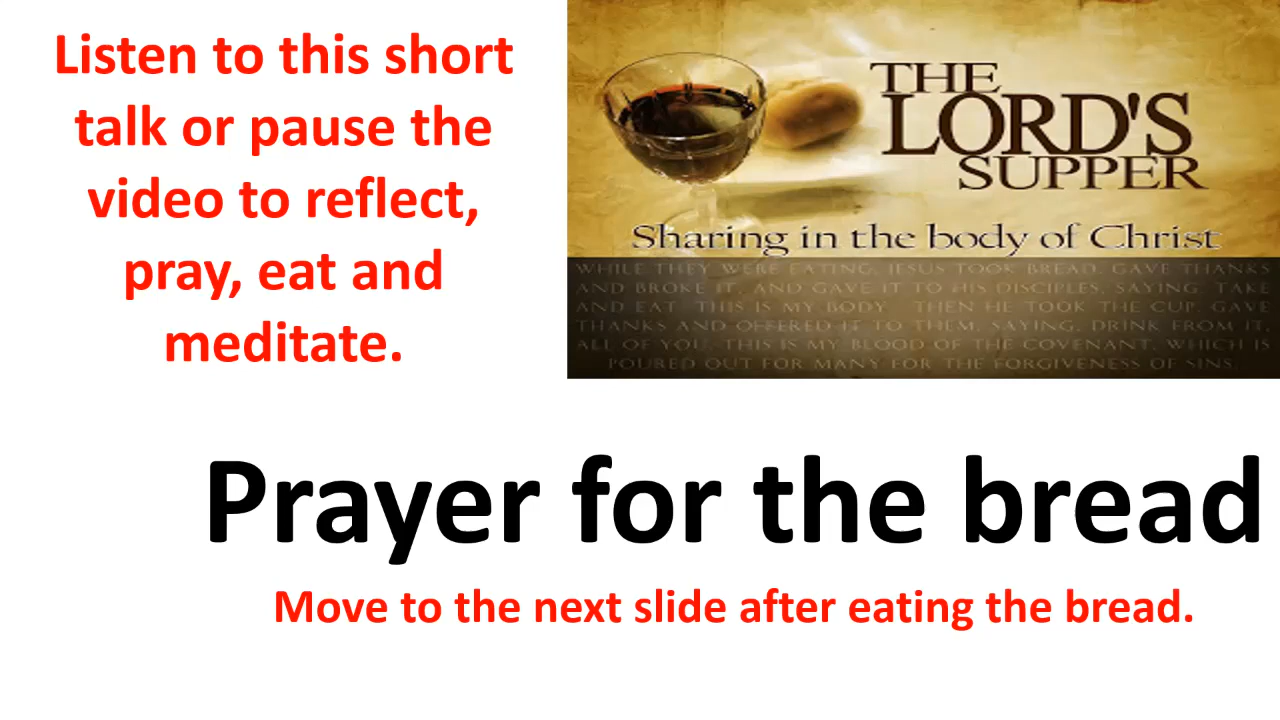 Listen to this short
talk or pause the
video to reflect,
pray, eat and
meditate.
THE
LORD'S
SUPPER
Sharing in the body of Christ
WHILE THEY WERE EATING, JESUS TOOK BREAD, GAVE THANKS
AND BROKE IT, AND GAVE IT TO HIS DISCIPLES, SAYING, TAKE
AND EAT THIS IS MY BODY. THEN HE TOOK THE CUP, GAVE
THANKS AND OFFERED IT TO THEM, SAYING, DRINK FROM IT,
ALL OF YOU. THIS IS MY BLOOD OF THE COVENANT, WHICH IS
POURED OUT FOR MANY FOR THE FORGIVENESS OF SINS.
Prayer for the bread
Move to the next slide after eating the bread.